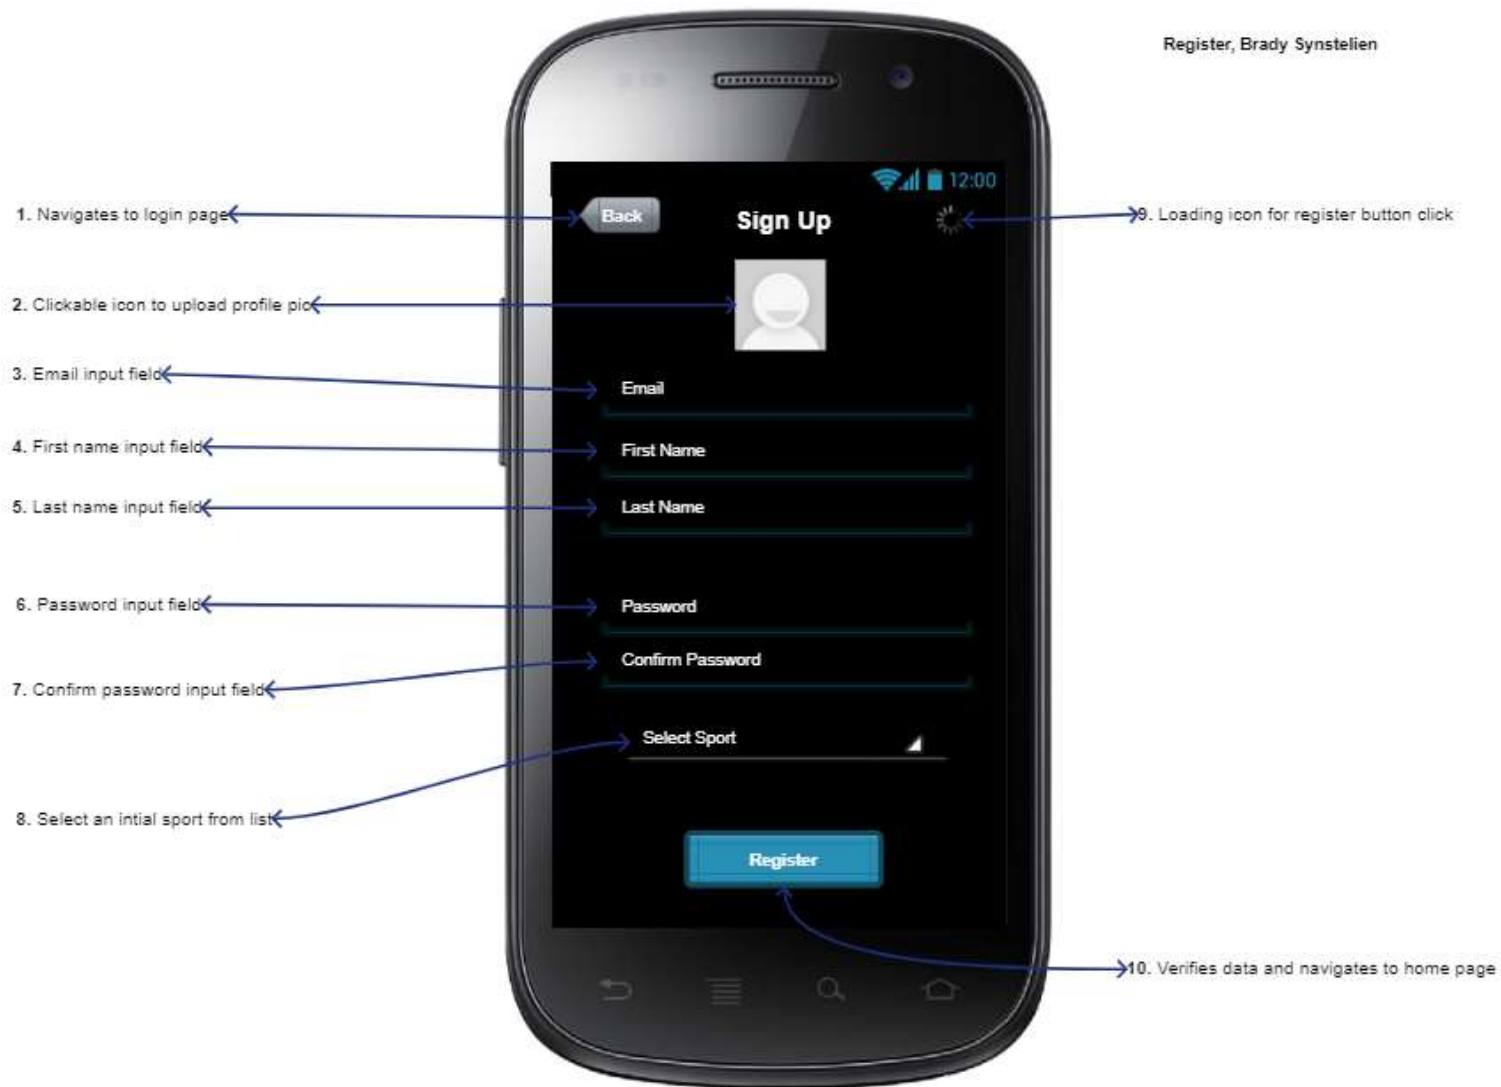 Register, Brady Synstelien
12:00
Back
Sign Up
1. Navigates to login page
9. Loading icon for register button click
2. Clickable icon to upload profile pic
3. Email input field
Email
4. First name input field
First Name
5. Last name input field
Last Name
6. Password input field
Password
Confirm Password
7. Confirm password input field
Select Sport
8. Select an intial sport from list
Register
10. Verifies data and navigates to home page